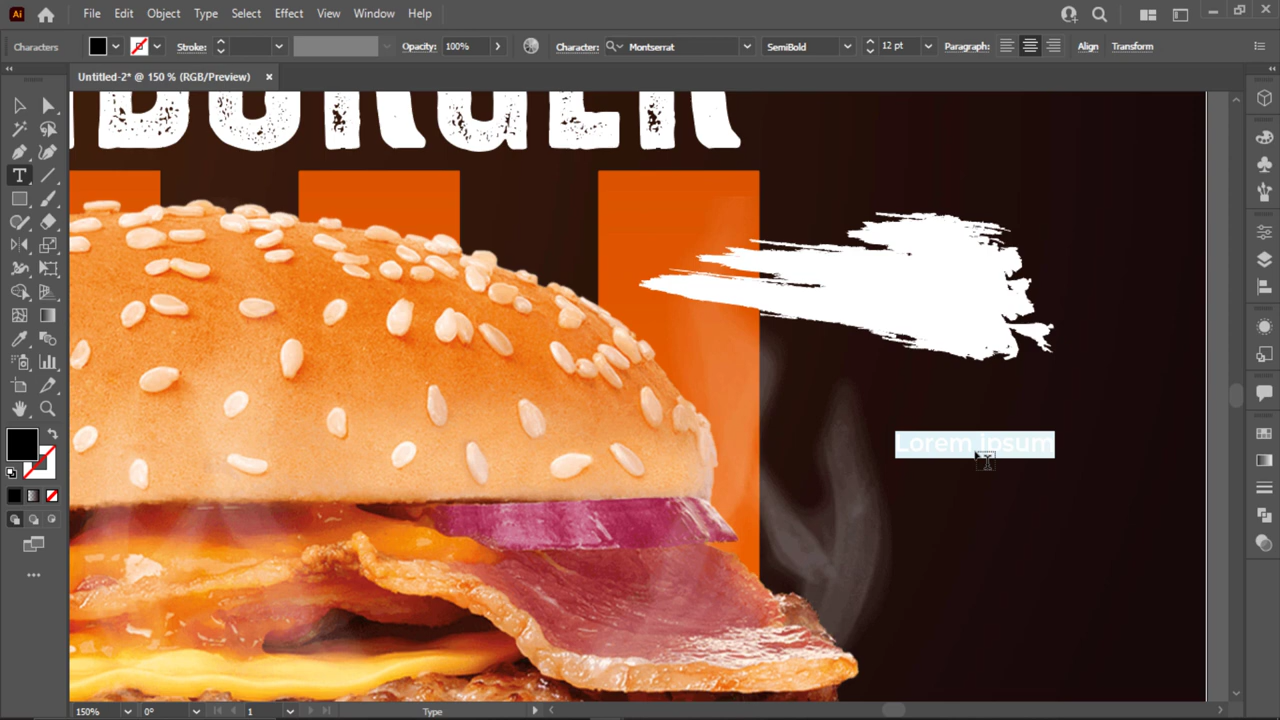 Ai File Edit Object Type Select Effect View Window Help
Characters Stroke: Opacity: 100% Character: Montserrat SemiBold 12 pt Paragraph: Align Transform
Untitled-2* @ 150 % (RGB/Preview) ×
Lorem ipsum
150% 0° 1 Type